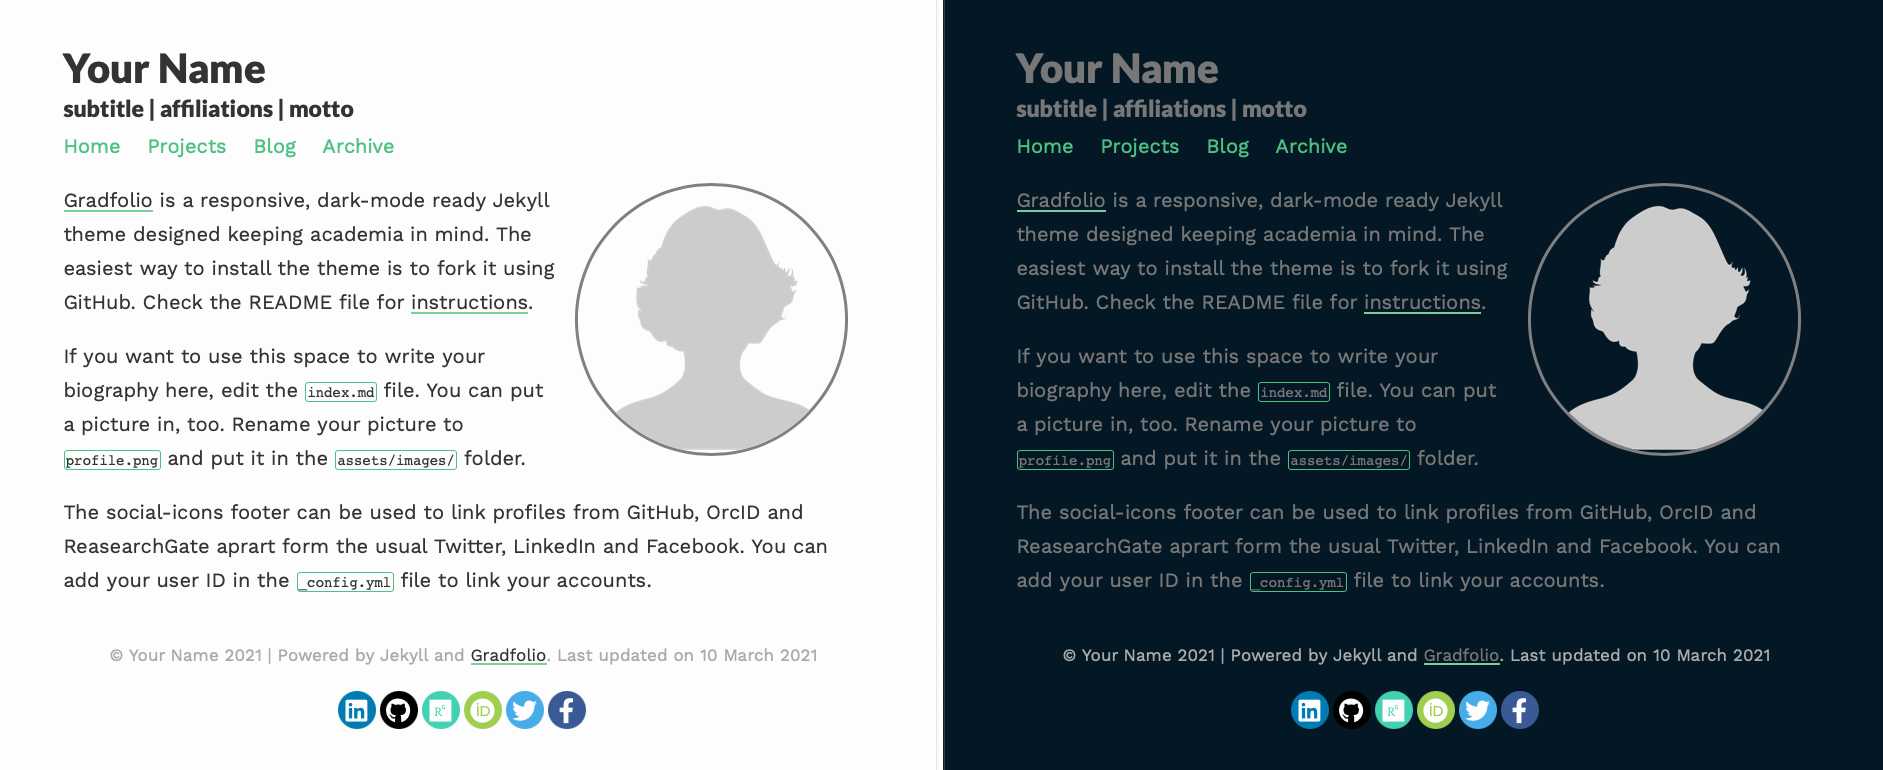 Your Name
subtitle | affiliations | motto
Home Projects Blog Archive
Gradfolio is a responsive, dark-mode ready Jekyll
theme designed keeping academia in mind. The
easiest way to install the theme is to fork it using
GitHub. Check the README file for instructions.
If you want to use this space to write your
biography here, edit the index.md file. You can put
a picture in, too. Rename your picture to
profile.png and put it in the assets/images/ folder.
The social-icons footer can be used to link profiles from GitHub, OrcID and
ReasearchGate aprart form the usual Twitter, LinkedIn and Facebook. You can
add your user ID in the _config.yml file to link your accounts.
© Your Name 2021 | Powered by Jekyll and Gradfolio. Last updated on 10 March 2021
in RG iD f
Your Name
subtitle | affiliations | motto
Home Projects Blog Archive
Gradfolio is a responsive, dark-mode ready Jekyll
theme designed keeping academia in mind. The
easiest way to install the theme is to fork it using
GitHub. Check the README file for instructions.
If you want to use this space to write your
biography here, edit the index.md file. You can put
a picture in, too. Rename your picture to
profile.png and put it in the assets/images/ folder.
The social-icons footer can be used to link profiles from GitHub, OrcID and
ReasearchGate aprart form the usual Twitter, LinkedIn and Facebook. You can
add your user ID in the _config.yml file to link your accounts.
© Your Name 2021 | Powered by Jekyll and Gradfolio. Last updated on 10 March 2021
in RG iD f